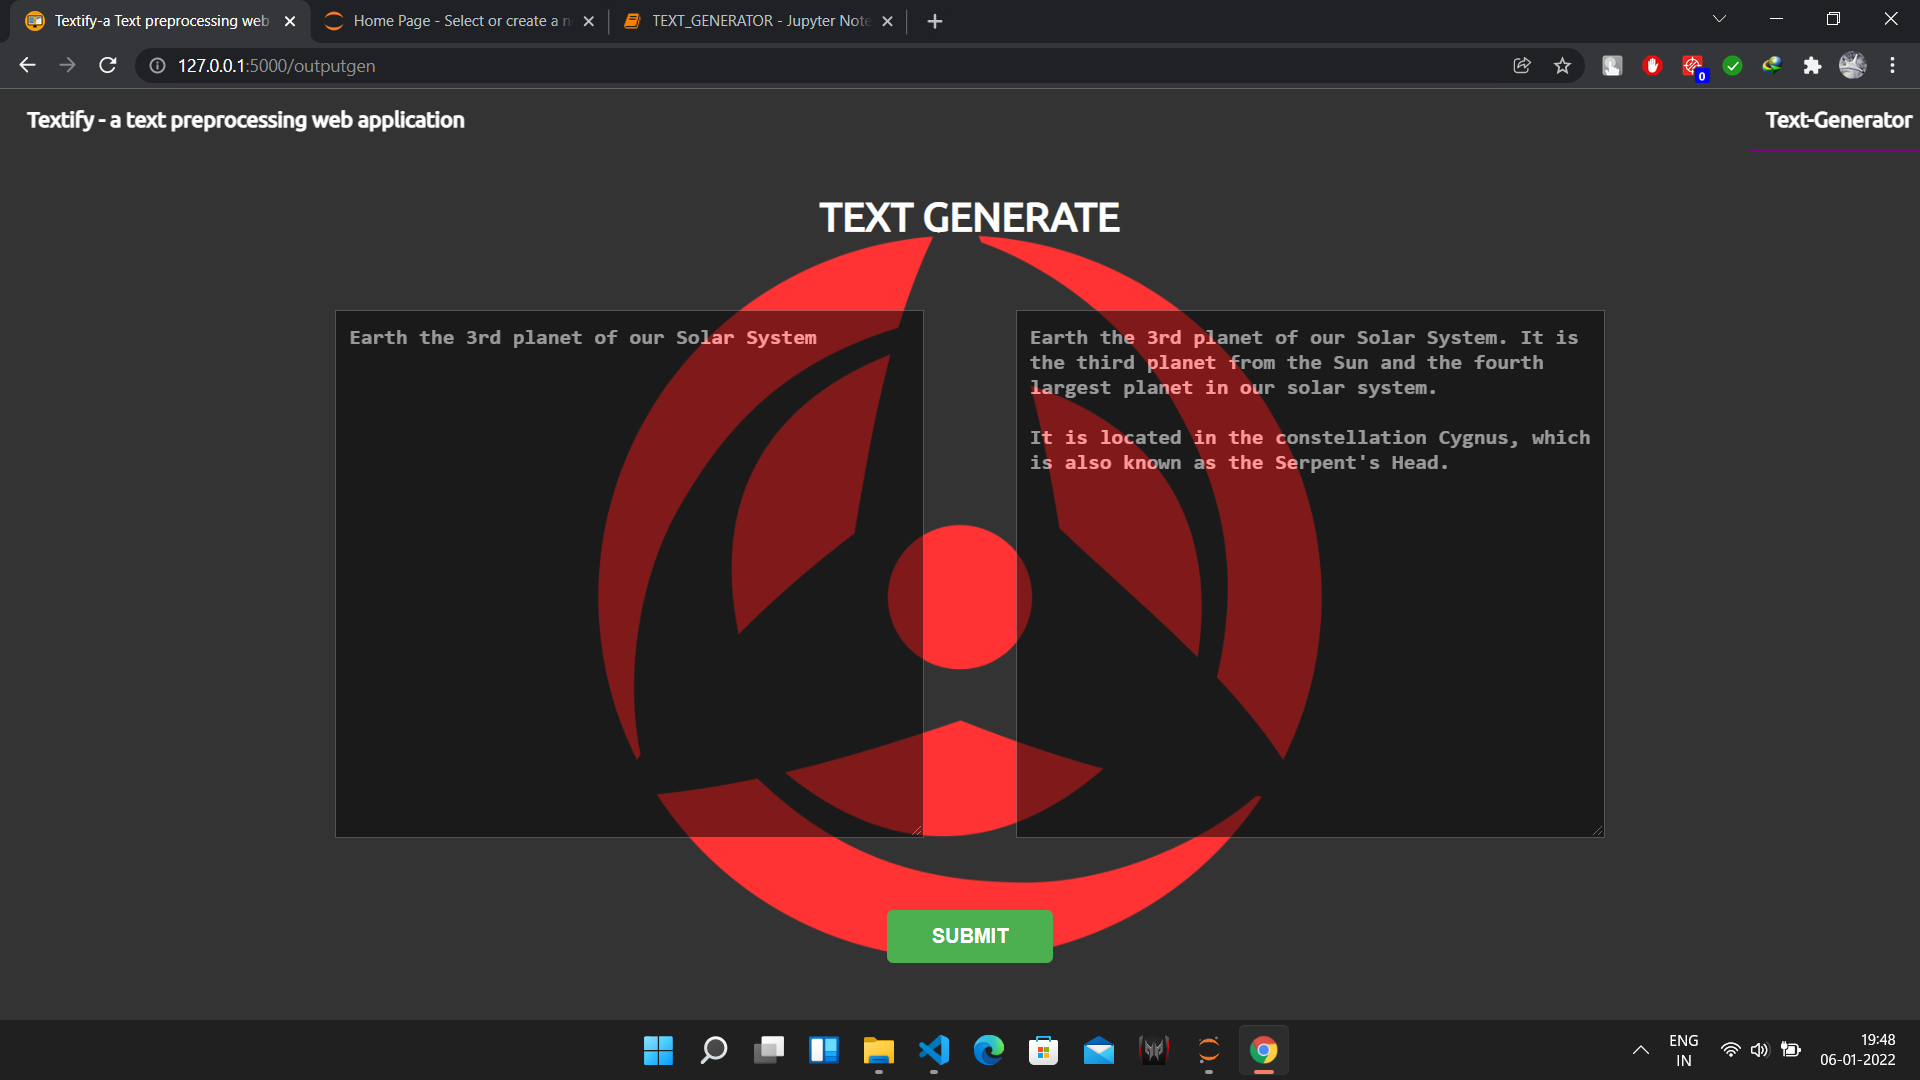 Textify-a Text preprocessing web
Home Page - Select or create a n
TEXT_GENERATOR - Jupyter Note
127.0.0.1:5000/outputgen
0
Textify - a text preprocessing web application
Text-Generator
TEXT GENERATE
Earth the 3rd planet of our Solar System
Earth the 3rd planet of our Solar System. It is
the third planet from the Sun and the fourth
largest planet in our solar system.
It is located in the constellation Cygnus, which
is also known as the Serpent's Head.
SUBMIT
ENG
IN
19:48
06-01-2022